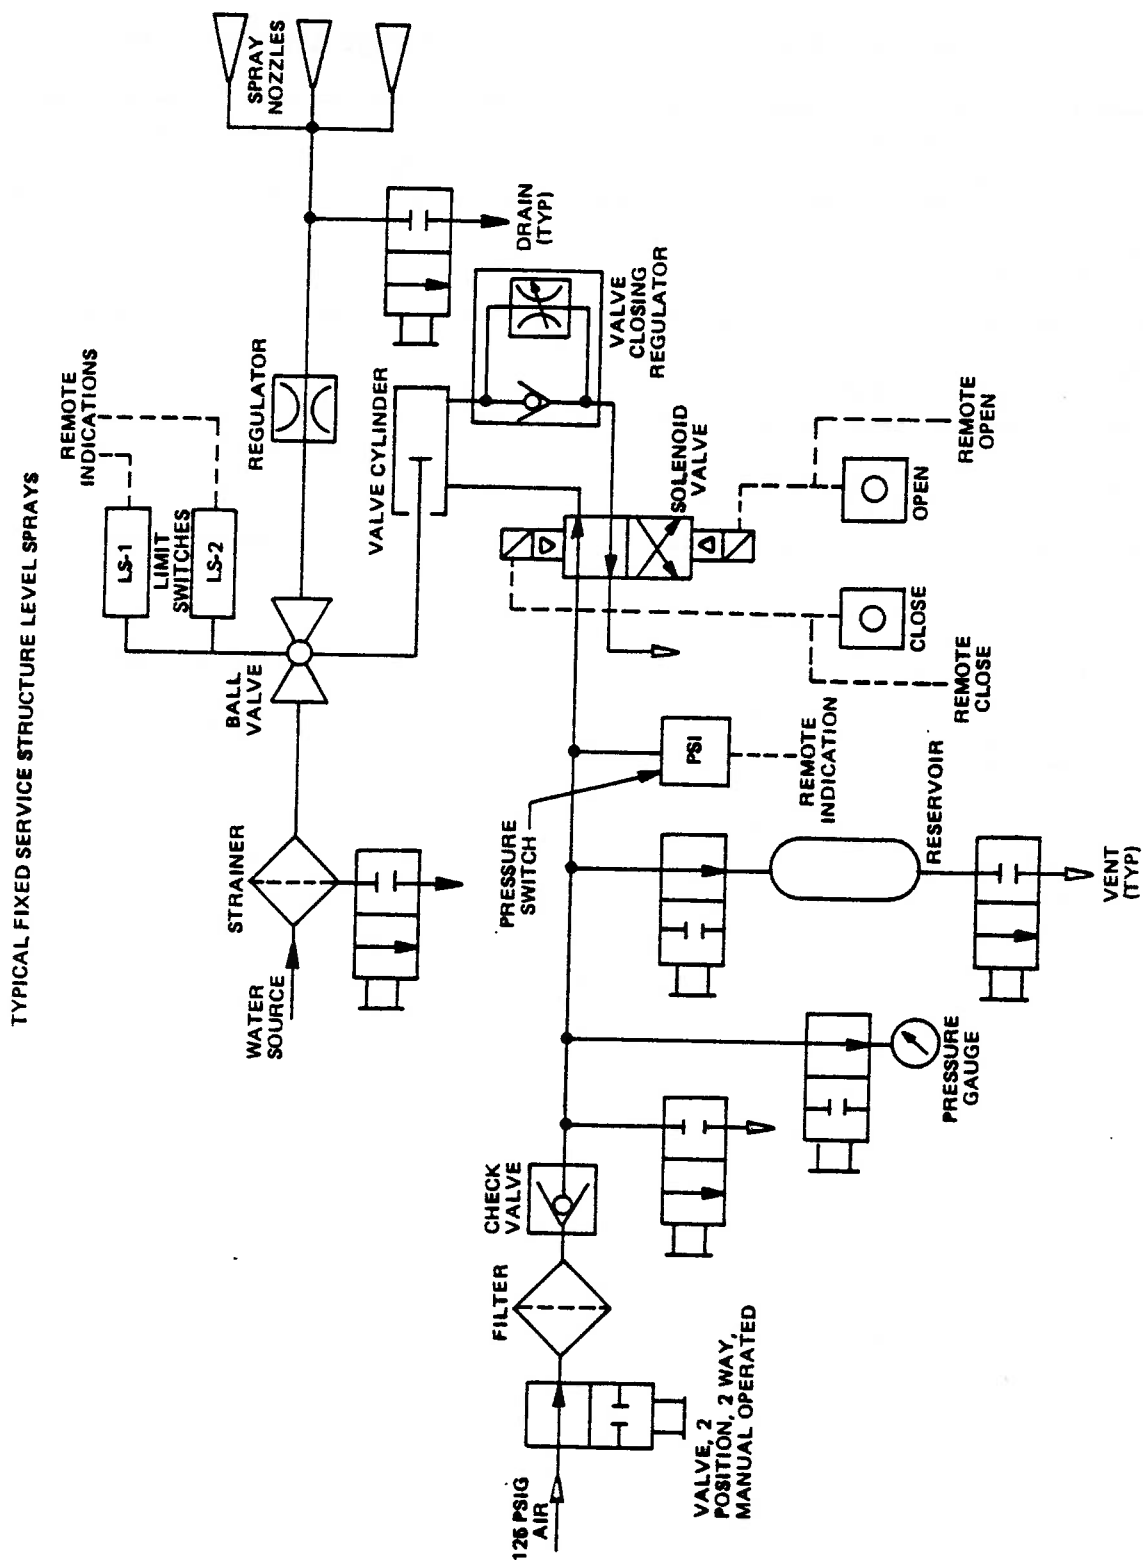 TYPICAL FIXED SERVICE STRUCTURE LEVEL SPRAYS
REMOTE
INDICATIONS
LS-1
LIMIT
SWITCHES
LS-2
SPRAY
NOZZLES
WATER
SOURCE
STRAINER
BALL
VALVE
REGULATOR
DRAIN
(TYP)
VALVE CYLINDER
VALVE
CLOSING
REGULATOR
SOLENOID
VALVE
125 PSIG
AIR
VALVE, 2
POSITION, 2 WAY,
MANUAL OPERATED
FILTER
CHECK
VALVE
PRESSURE
GAUGE
PRESSURE
SWITCH
PSI
REMOTE
INDICATION
RESERVOIR
VENT
(TYP)
CLOSE
REMOTE
CLOSE
OPEN
REMOTE
OPEN